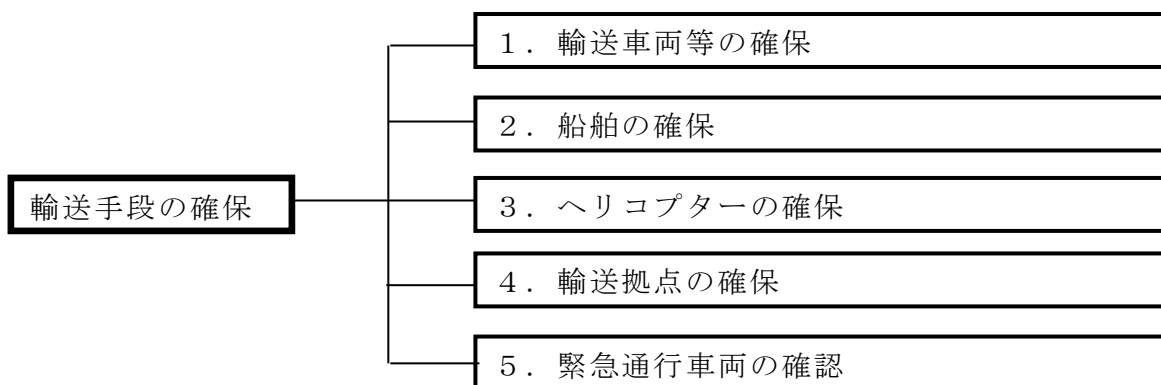 輸送手段の確保
１．輸送車両等の確保
２．船舶の確保
３．ヘリコプターの確保
４．輸送拠点の確保
５．緊急通行車両の確認